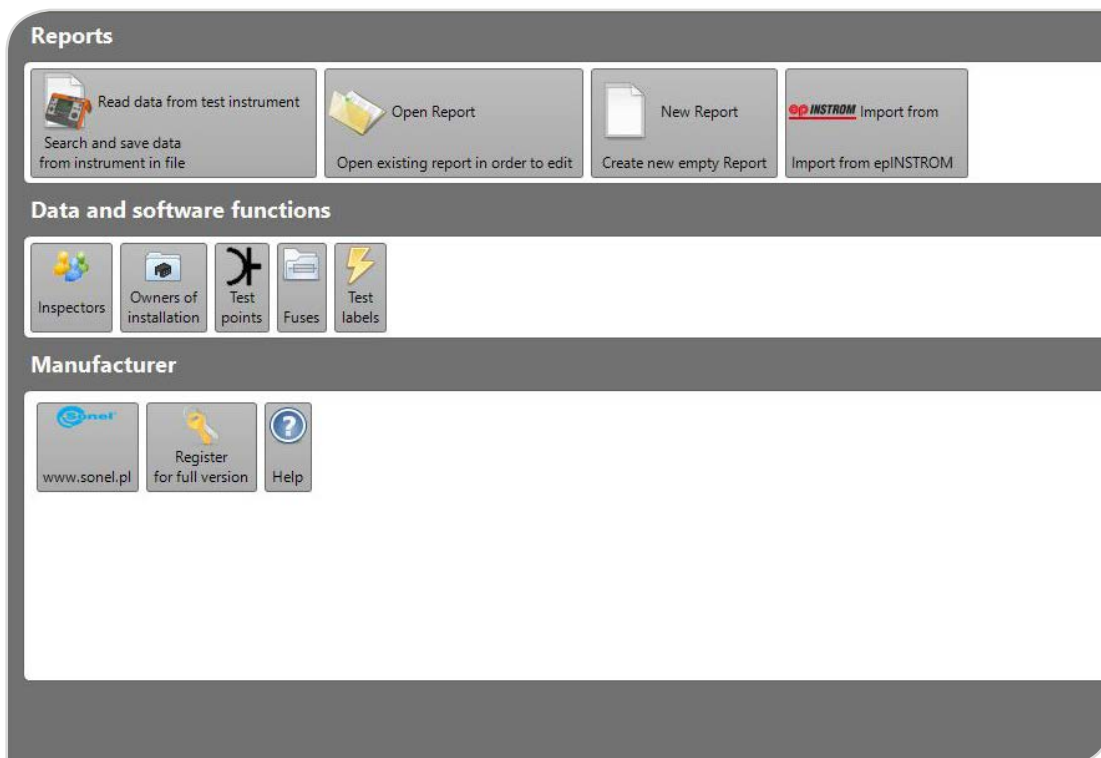 Reports
Read data from test instrument
Search and save data
from instrument in file
Open Report
Open existing report in order to edit
New Report
Create new empty Report
ep INSTROM Import from
Import from epINSTROM
Data and software functions
Inspectors
Owners of
installation
Test
points
Fuses
Test
labels
Manufacturer
Sonel
www.sonel.pl
Register
for full version
?
Help